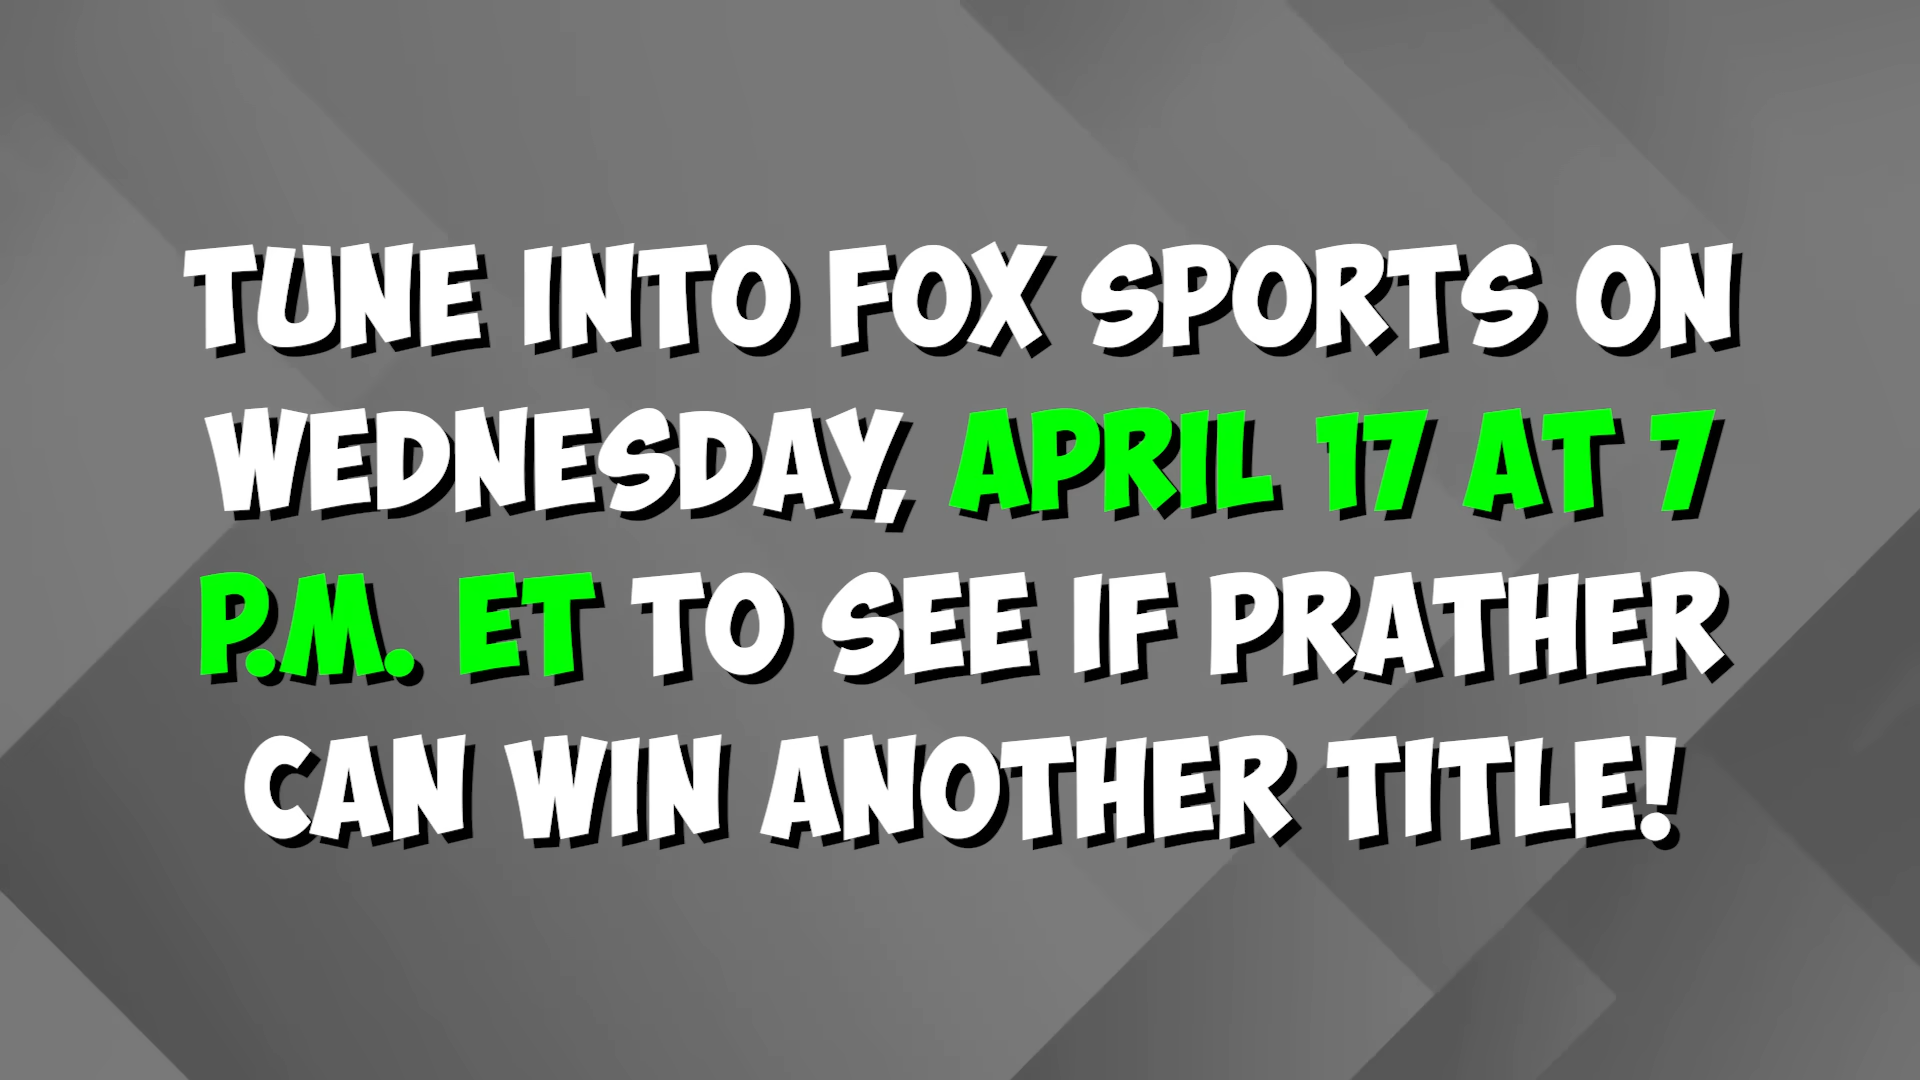 TUNE INTO FOX SPORTS ON
WEDNESDAY, APRIL 17 AT 7
P.M. ET TO SEE IF PRATHER
CAN WIN ANOTHER TITLE!